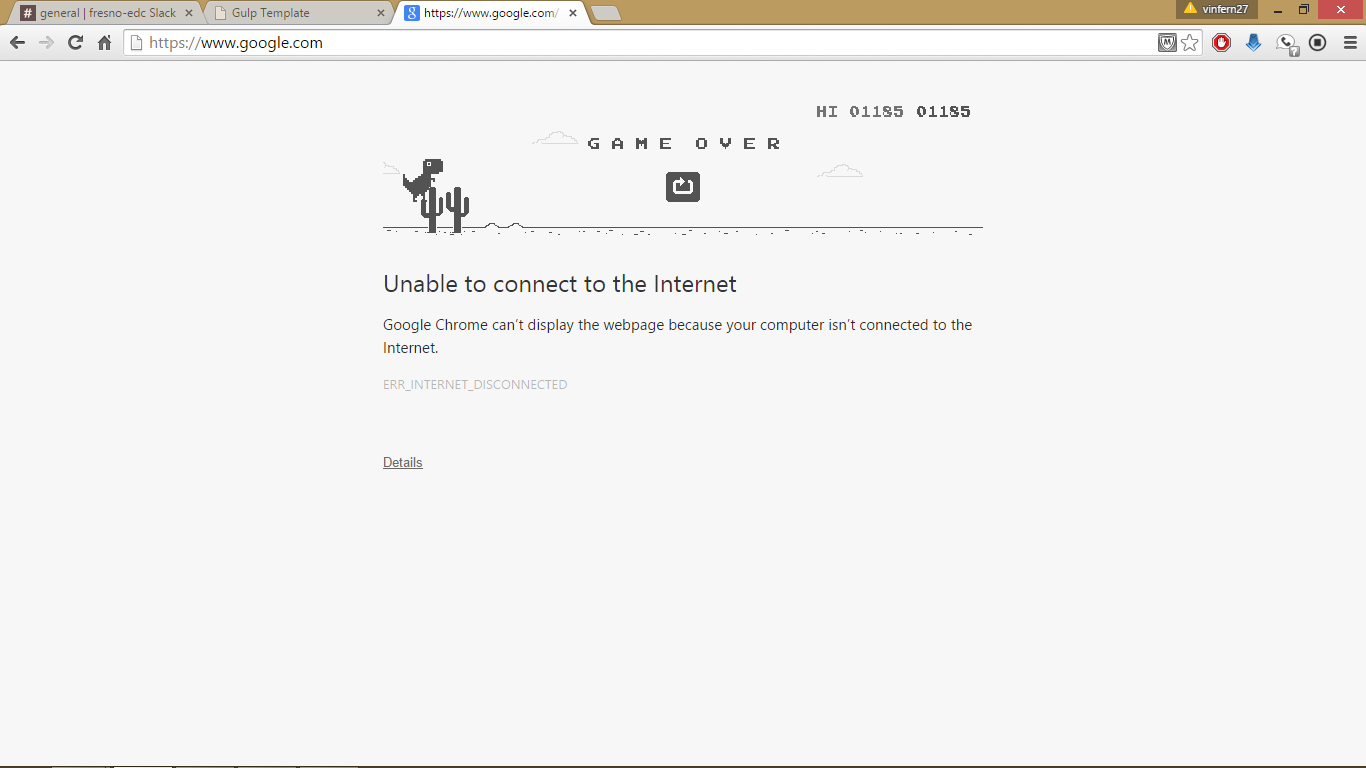 general | fresno-edc Slack
Gulp Template
https://www.google.com/
vinfern27
https://www.google.com
HI 01185 01185
GAME OVER
Unable to connect to the Internet
Google Chrome can't display the webpage because your computer isn't connected to the
Internet.
ERR_INTERNET_DISCONNECTED
Details